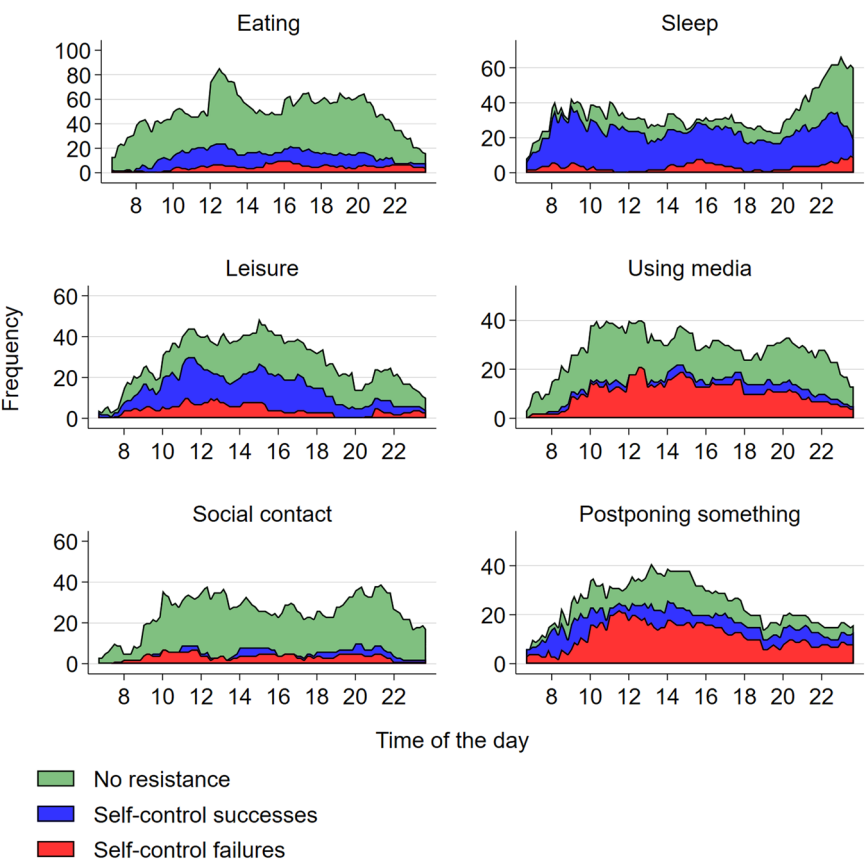 Eating
100
80
60
40
20
0
8 10 12 14 16 18 20 22
Sleep
60
40
20
0
8 10 12 14 16 18 20 22
Frequency
Leisure
60
40
20
0
8 10 12 14 16 18 20 22
Using media
40
20
0
8 10 12 14 16 18 20 22
Social contact
60
40
20
0
8 10 12 14 16 18 20 22
Postponing something
40
20
0
8 10 12 14 16 18 20 22
Time of the day
No resistance
Self-control successes
Self-control failures